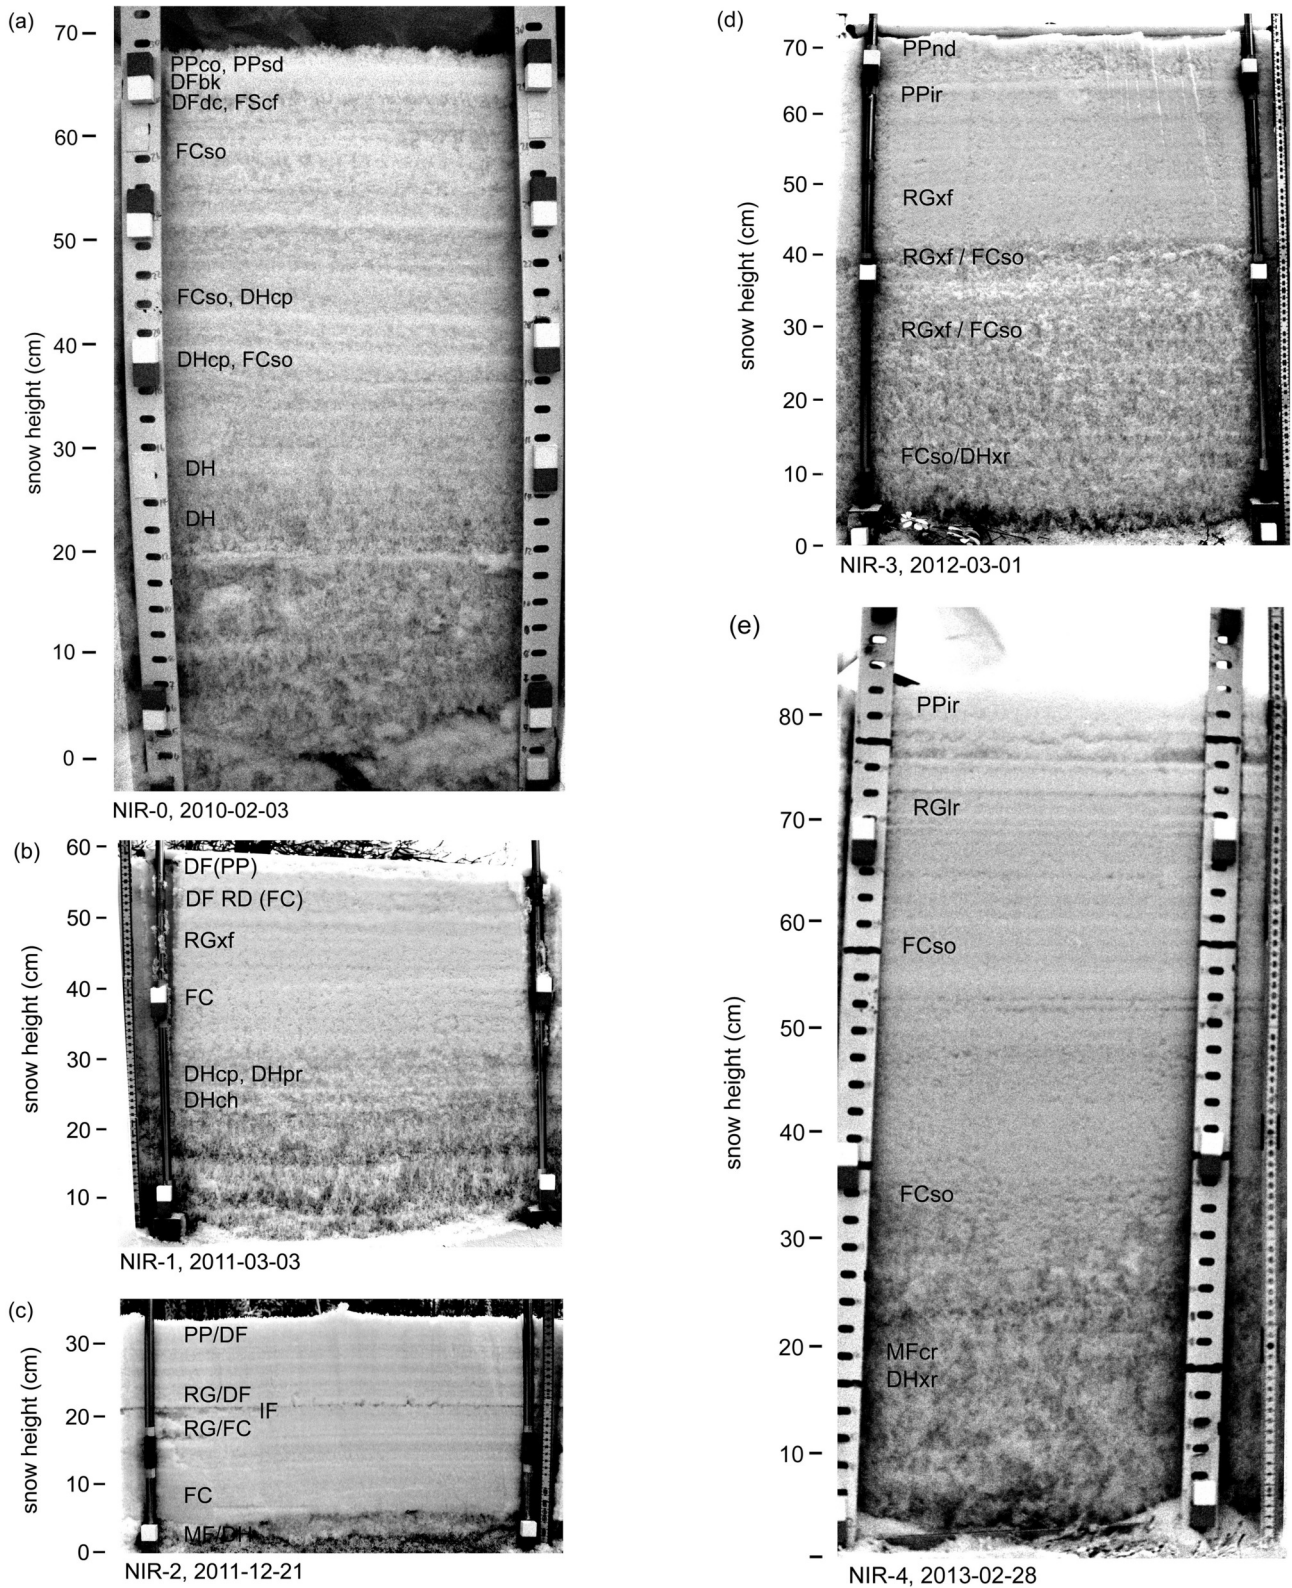 (a)
70
60
50
40
30
20
10
0
snow height (cm)
PPco, PPsd
DFbk
DFdc, FScf
FCso
FCso, DHcp
DHcp, FCso
DH
DH
NIR-0, 2010-02-03
(b)
60
50
40
30
20
10
snow height (cm)
DF(PP)
DF RD (FC)
RGxf
FC
DHcp, DHpr
DHch
NIR-1, 2011-03-03
(c)
30
20
10
0
snow height (cm)
PP/DF
RG/DF
IF
RG/FC
FC
MF/DH
NIR-2, 2011-12-21
(d)
70
60
50
40
30
20
10
0
snow height (cm)
PPnd
PPir
RGxf
RGxf / FCso
RGxf / FCso
FCso/DHxr
NIR-3, 2012-03-01
(e)
80
70
60
50
40
30
20
10
snow height (cm)
PPir
RGlr
FCso
FCso
MFcr
DHxr
NIR-4, 2013-02-28